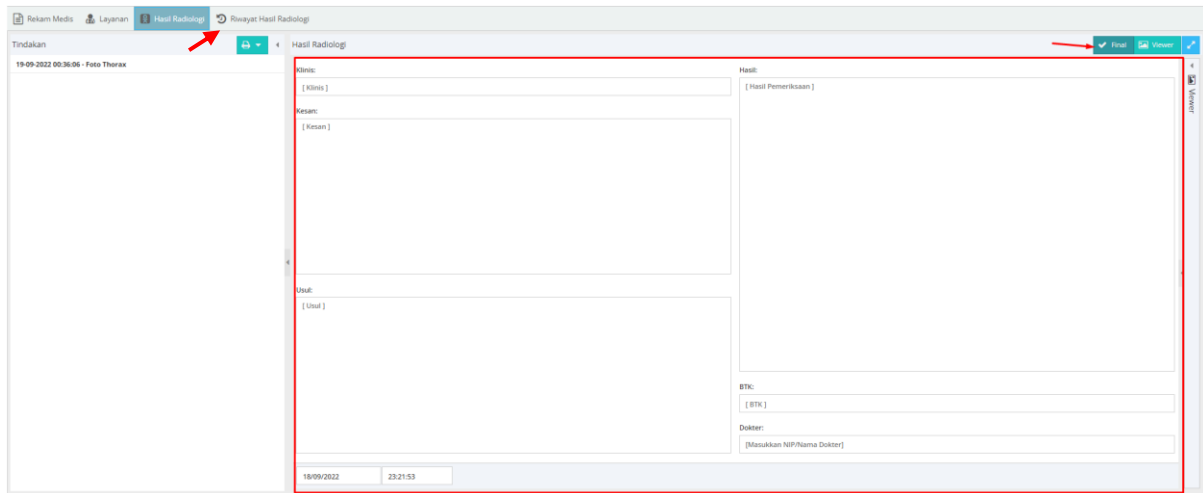 Rekam Medis Layanan Hasil Radiologi Riwayat Hasil Radiologi
Tindakan
19-09-2022 00:36:06 - Foto Thorax
Hasil Radiologi
Final Viewer
Klinis:
[ Klinis ]
Kesan:
[ Kesan ]
Usul:
[ Usul ]
18/09/2022 23:21:53
Hasil:
[ Hasil Pemeriksaan ]
BTK:
[ BTK ]
Dokter:
[Masukkan NIP/Nama Dokter]
Viewer